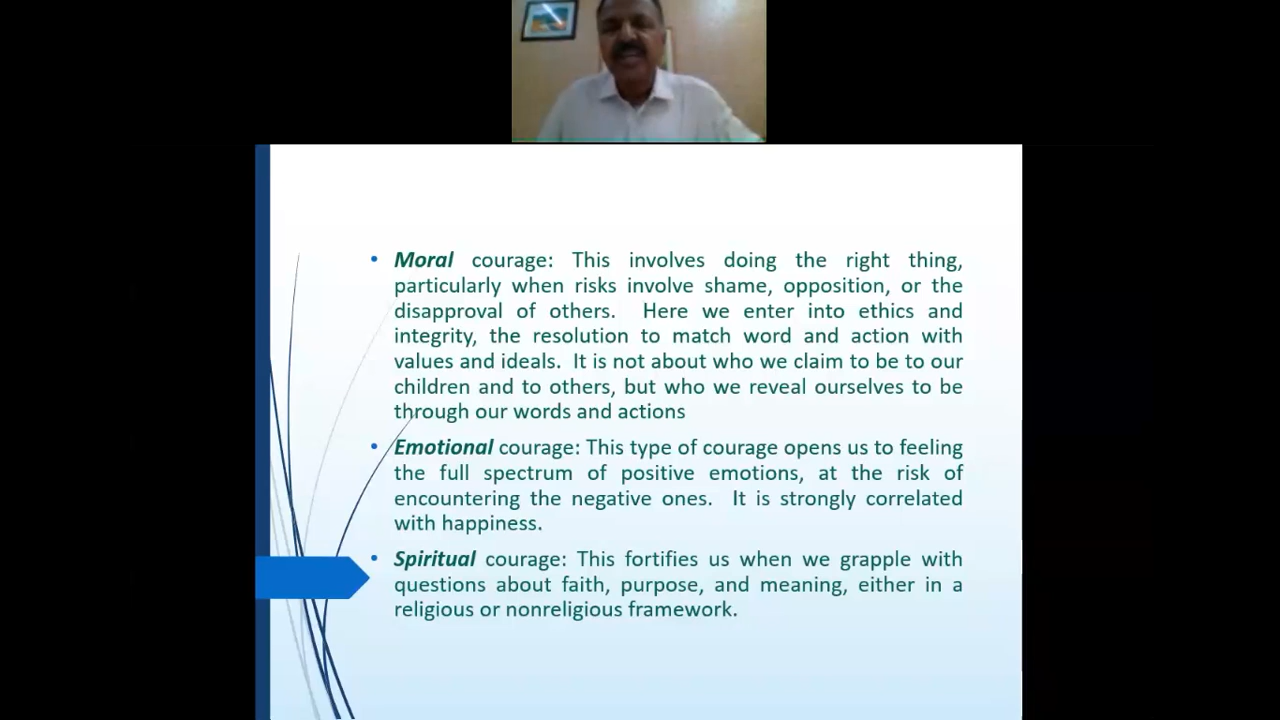 • Moral courage: This involves doing the right thing,
particularly when risks involve shame, opposition, or the
disapproval of others. Here we enter into ethics and
integrity, the resolution to match word and action with
values and ideals. It is not about who we claim to be to our
children and to others, but who we reveal ourselves to be
through our words and actions
• Emotional courage: This type of courage opens us to feeling
the full spectrum of positive emotions, at the risk of
encountering the negative ones. It is strongly correlated
with happiness.
• Spiritual courage: This fortifies us when we grapple with
questions about faith, purpose, and meaning, either in a
religious or nonreligious framework.